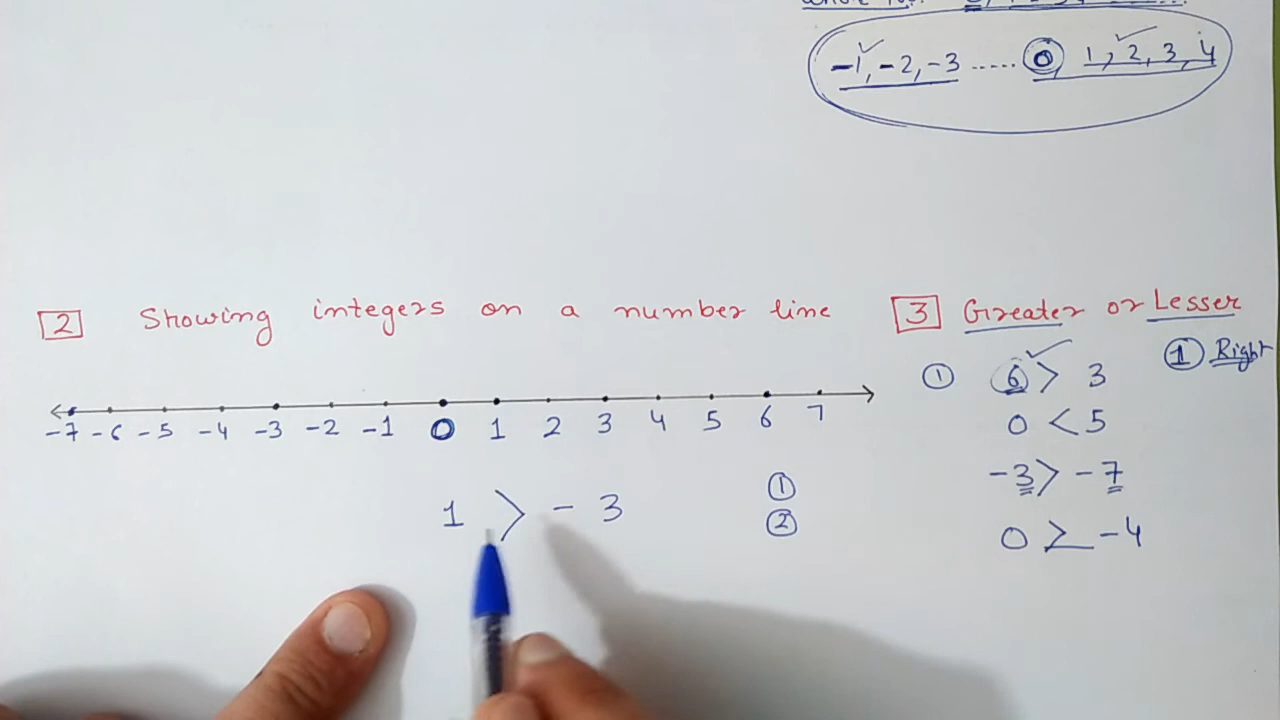 -1, -2, -3 ..... 0, 1, 2, 3, 4
2 Showing integers on a number line
-7 -6 -5 -4 -3 -2 -1 0 1 2 3 4 5 6 7
1 > - 3
①
②
3 Greater or Lesser
① Right
① 6 > 3
0 < 5
-3 > -7
0 > -4